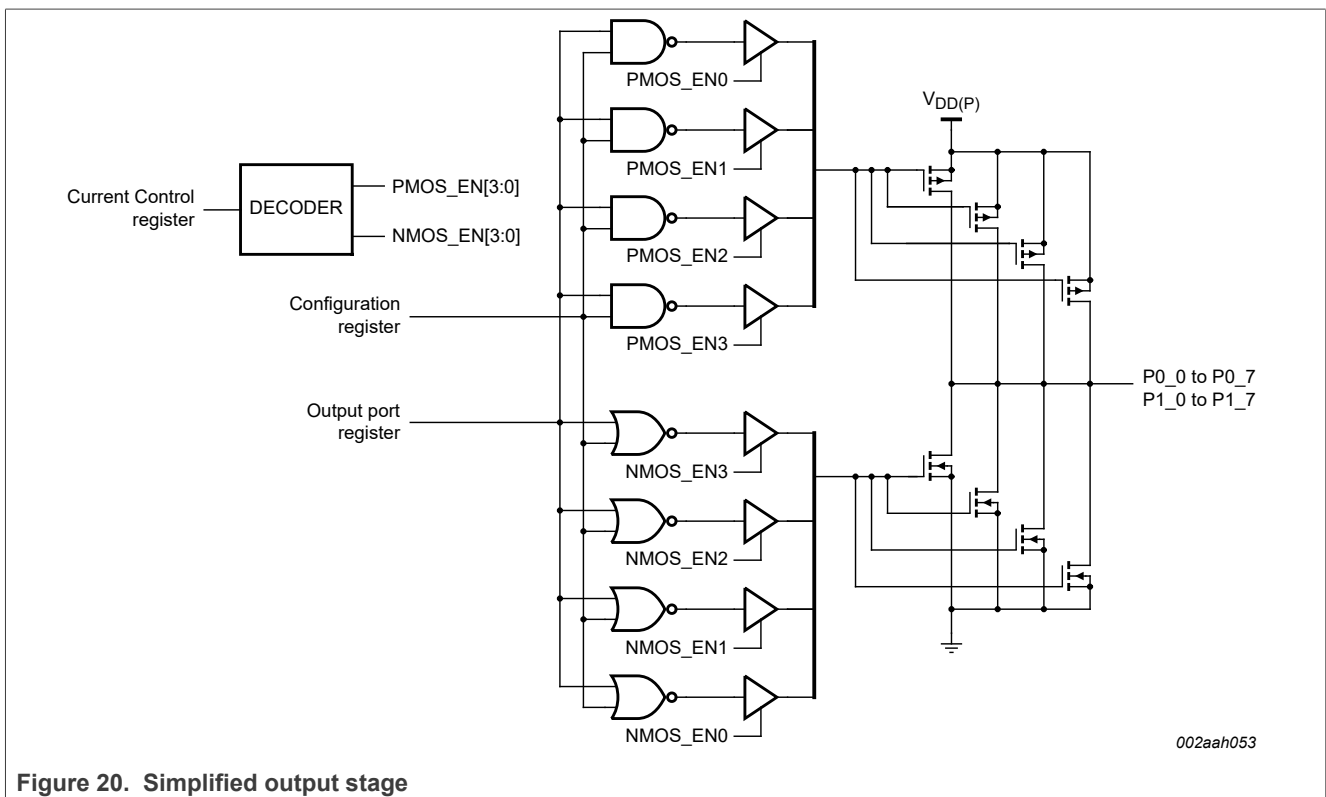 PMOS_EN0
PMOS_EN1
PMOS_EN2
PMOS_EN3
V_DD(P)
Current Control
register
DECODER
PMOS_EN[3:0]
NMOS_EN[3:0]
Configuration
register
Output port
register
P0_0 to P0_7
P1_0 to P1_7
NMOS_EN3
NMOS_EN2
NMOS_EN1
NMOS_EN0
002aah053
Figure 20. Simplified output stage